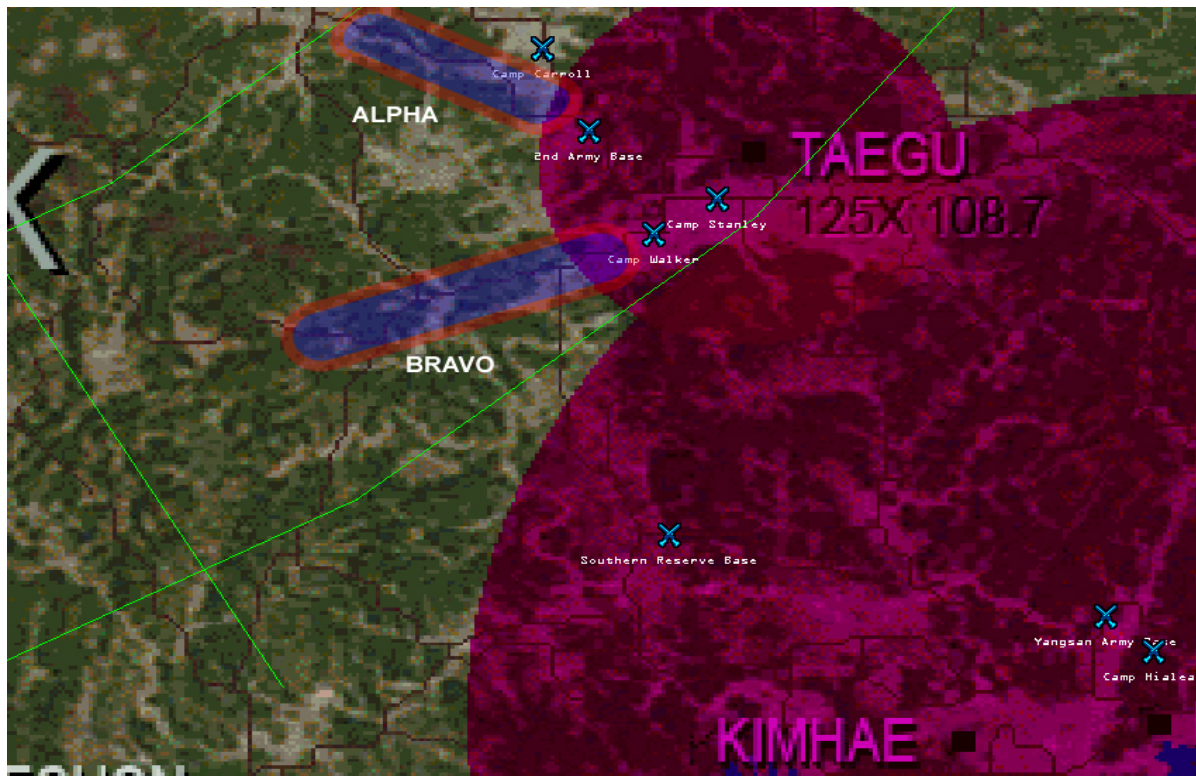 Camp Carroll
ALPHA
2nd Army Base
TAEGU
125X 108.7
Camp Stanley
Camp Walker
BRAVO
Southern Reserve Base
Yangsan Army
Camp Hialea
KIMHAE